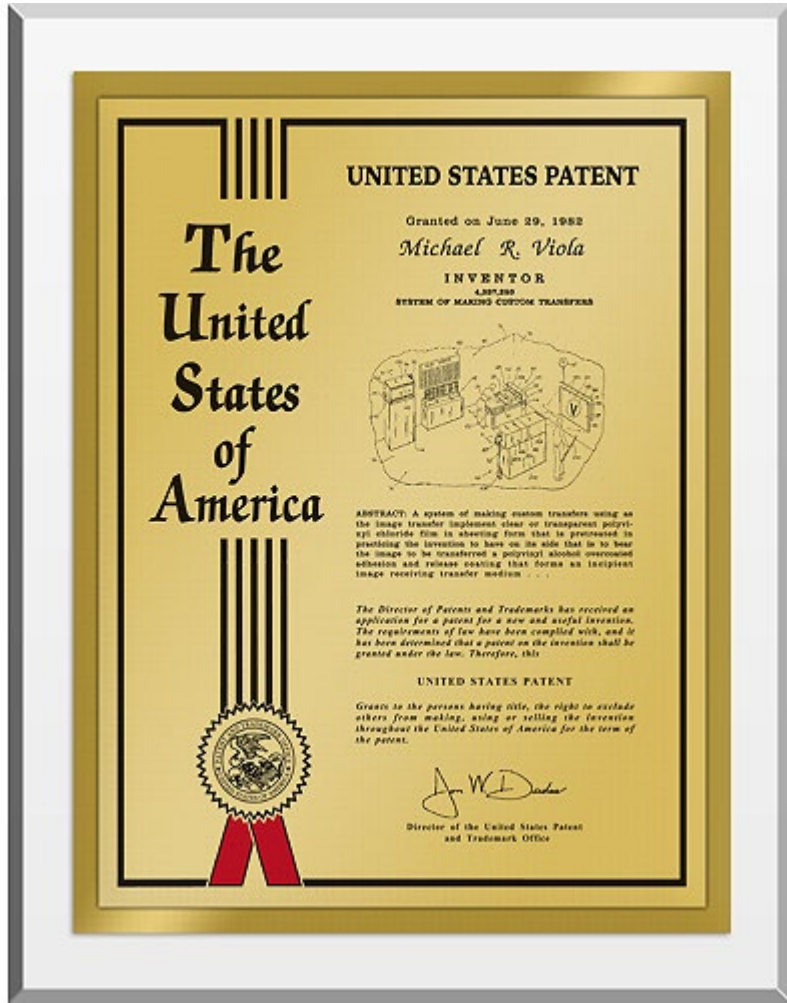 The
United
States
of
America
UNITED STATES PATENT
Granted on June 29, 1982
Michael R. Viola
INVENTOR
SYSTEM OF MAKING CUSTOM TRANSFERS
V
ABSTRACT: A system of making custom transfers using as
the image transfer implement clear or transparent polyvi-
nyl chloride film in sheeting form that is pretreated in
practicing the invention to have on its side that is to bear
the image to be transferred a polyvinyl alcohol overcoated
adhesion and release coating that forms an incipient
image receiving transfer medium . . .
The Director of Patents and Trademarks has received an
application for a patent for a new and useful invention.
The requirements of law have been complied with, and it
has been determined that a patent on the invention shall be
granted under the law. Therefore, this
UNITED STATES PATENT
Grants to the persons having title, the right to exclude
others from making, using or selling the invention
throughout the United States of America for the term of
the patent.
Director of the United States Patent
and Trademark Office